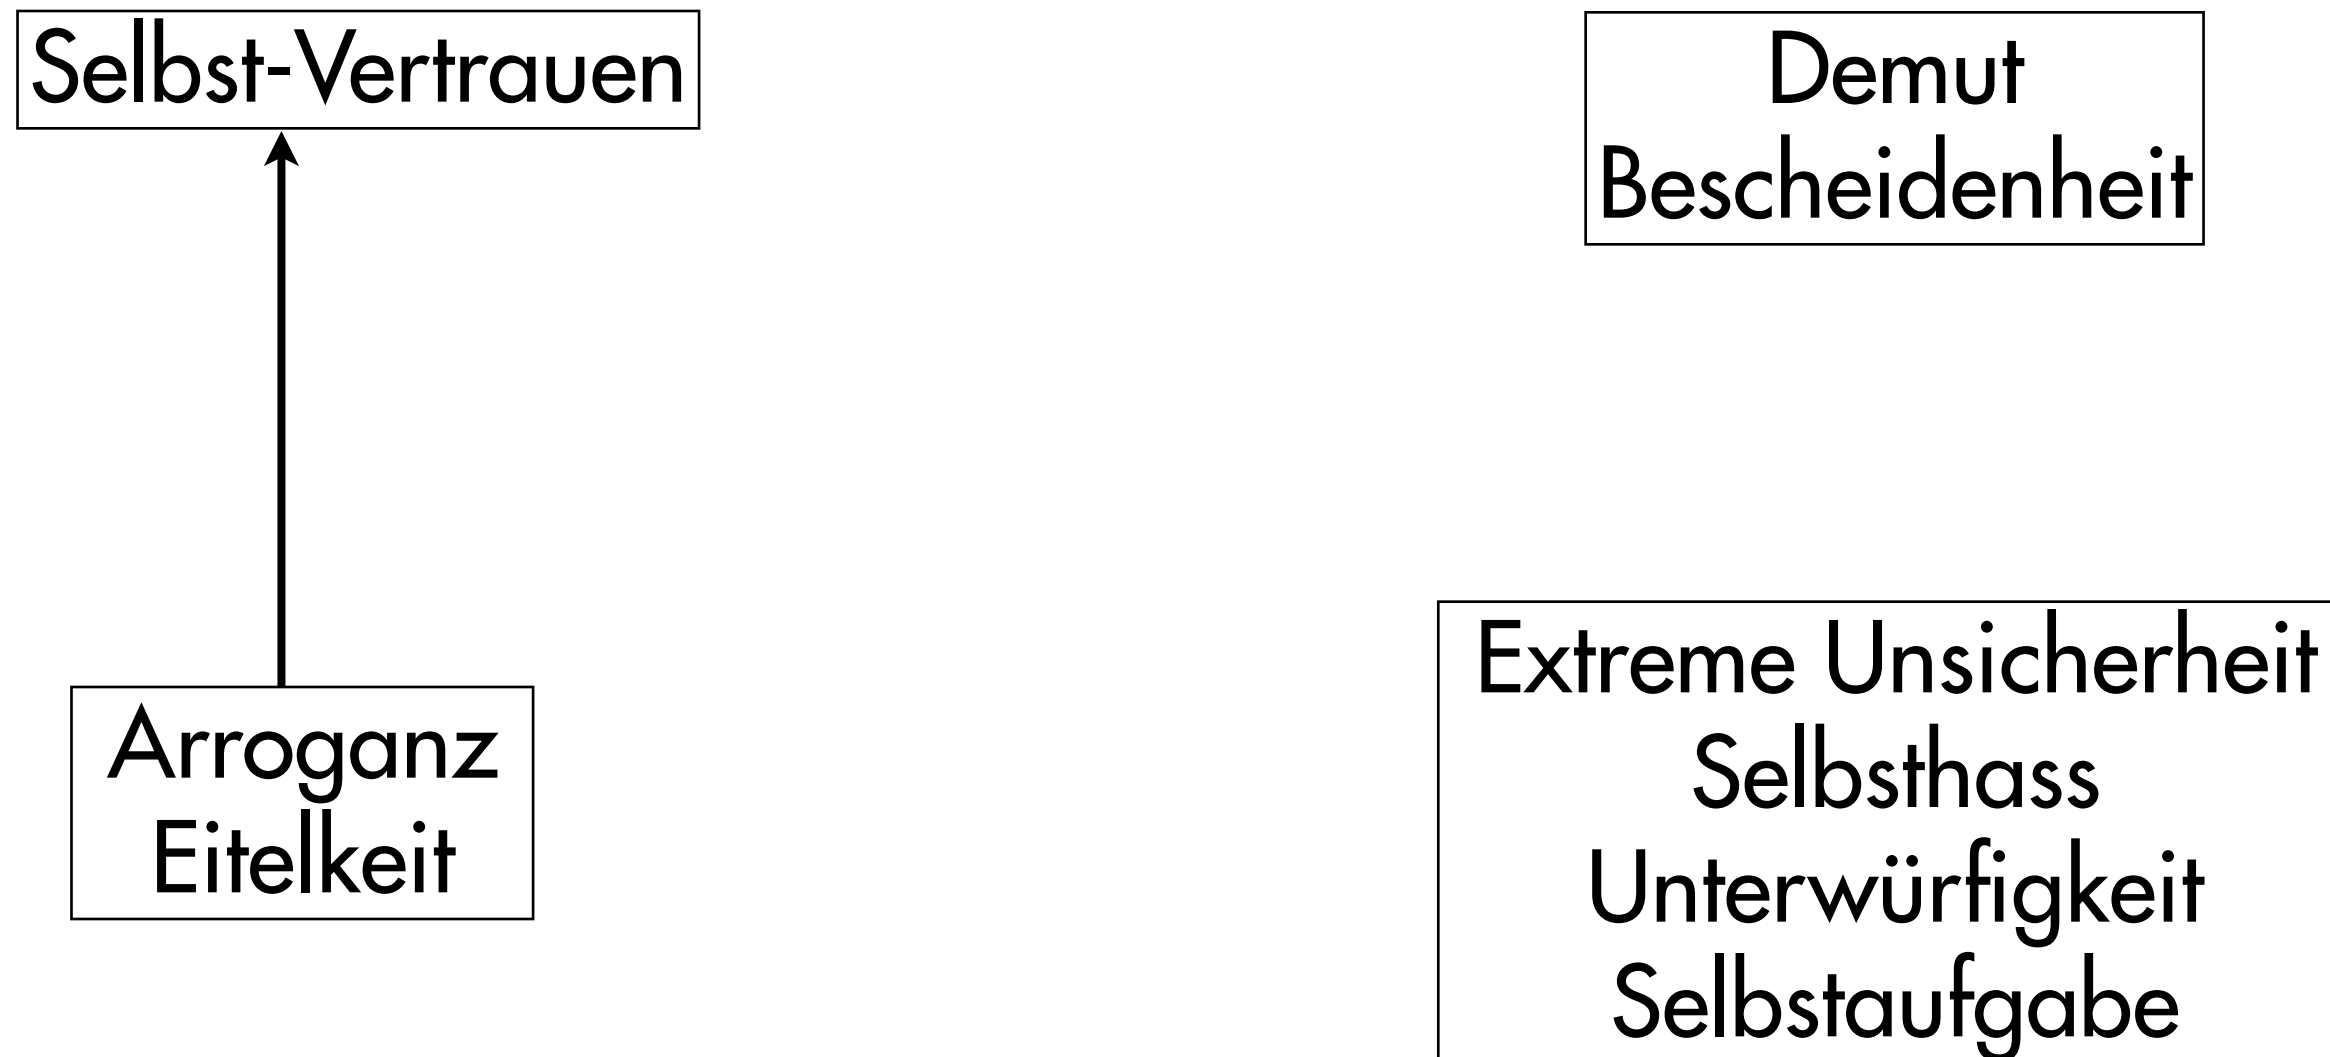 Selbst-Vertrauen
Demut
Bescheidenheit
Arroganz
Eitelkeit
Extreme Unsicherheit
Selbsthass
Unterwürfigkeit
Selbstaufgabe